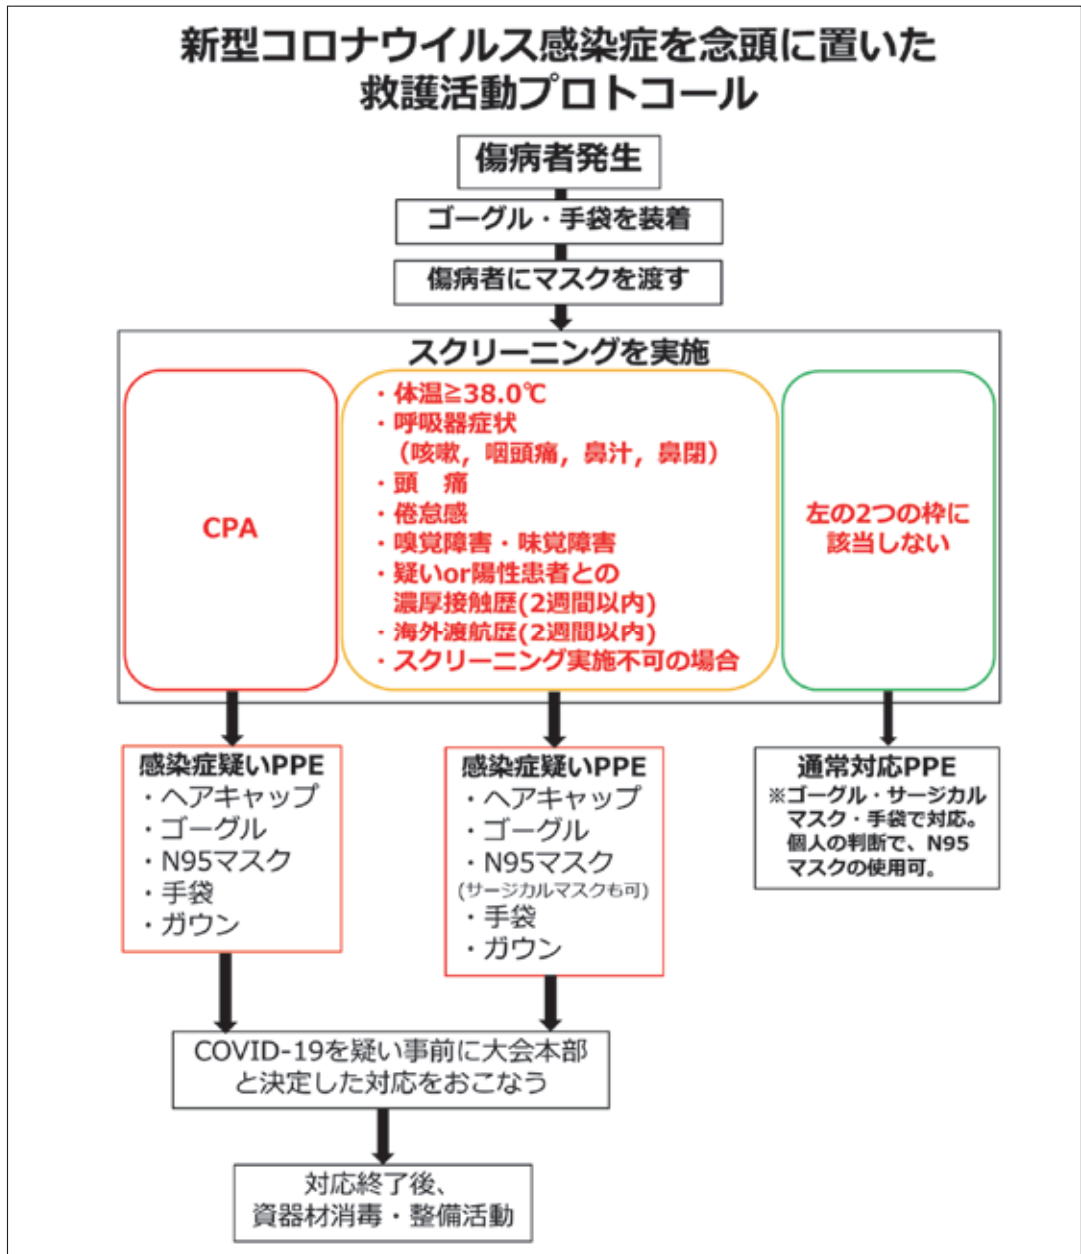 新型コロナウイルス感染症を念頭に置いた
救護活動プロトコール
傷病者発生
ゴーグル・手袋を装着
傷病者にマスクを渡す
スクリーニングを実施
CPA
・体温≧38.0℃
・呼吸器症状
（咳嗽，咽頭痛，鼻汁，鼻閉）
・頭　痛
・倦怠感
・嗅覚障害・味覚障害
・疑いor陽性患者との
濃厚接触歴(2週間以内)
・海外渡航歴(2週間以内)
・スクリーニング実施不可の場合
左の2つの枠に
該当しない
感染症疑いPPE
・ヘアキャップ
・ゴーグル
・N95マスク
・手袋
・ガウン
感染症疑いPPE
・ヘアキャップ
・ゴーグル
・N95マスク
(サージカルマスクも可)
・手袋
・ガウン
通常対応PPE
※ゴーグル・サージカル
マスク・手袋で対応。
個人の判断で、N95
マスクの使用可。
COVID-19を疑い事前に大会本部
と決定した対応をおこなう
対応終了後、
資器材消毒・整備活動